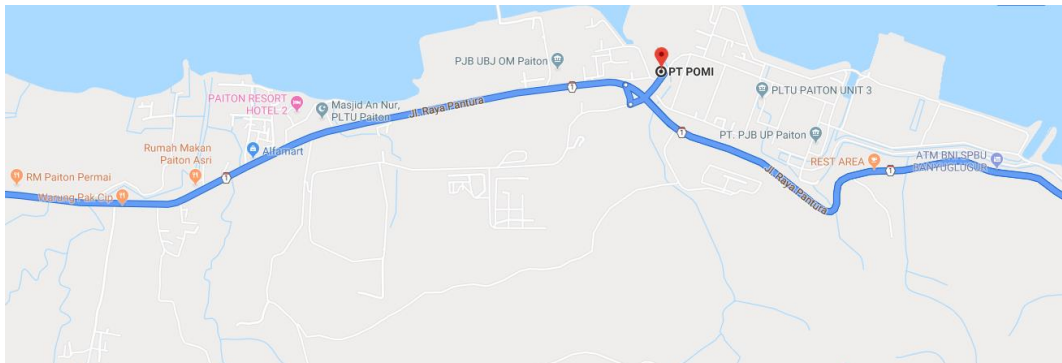 PJB UBJ OM Paiton
PT POMI
PLTU PAITON UNIT 3
PAITON RESORT
HOTEL 2
Masjid An Nur,
PLTU Paiton
Jl. Raya Pantura
1
1
PT. PJB UP Paiton
Rumah Makan
Paiton Asri
Alfamart
REST AREA
ATM BNI SPBU
BANYUGLUGUR
1
1
RM Paiton Permai
Jl. Raya Pantura
Warung Pak Cip